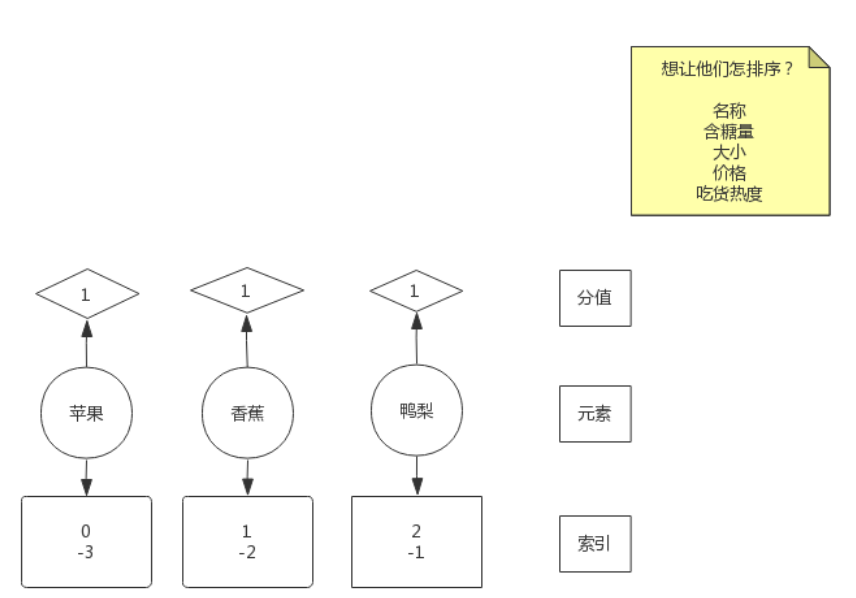 想让他们怎排序？
名称
含糖量
大小
价格
吃货热度
1
1
1
分值
苹果
香蕉
鸭梨
元素
0
-3
1
-2
2
-1
索引